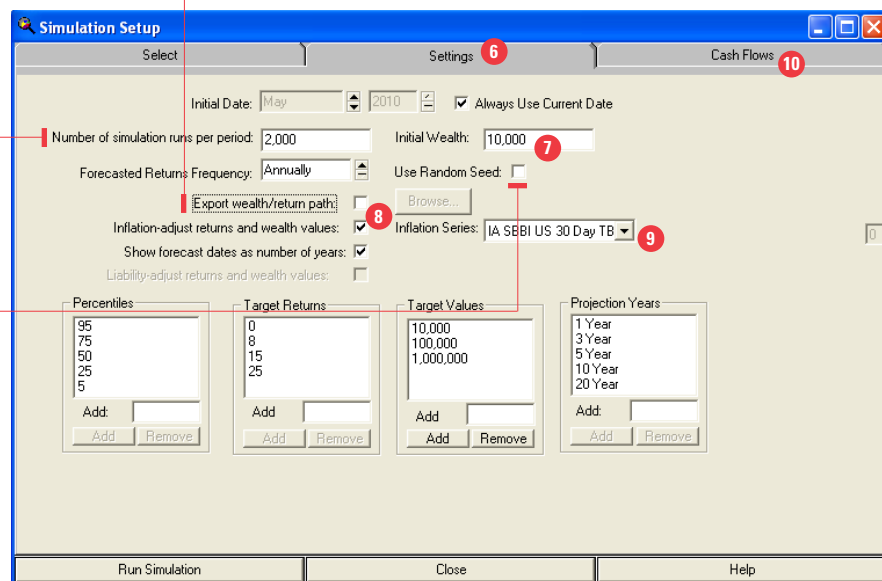 Simulation Setup
Select Settings 6 Cash Flows 10
Initial Date: May 2010 Always Use Current Date
Number of simulation runs per period: 2,000 Initial Wealth: 10,000 7
Forecasted Returns Frequency: Annually Use Random Seed:
Export wealth/return path: Browse...
8
Inflation-adjust returns and wealth values: Inflation Series: IA SBBI US 30 Day TB 9 0
Show forecast dates as number of years:
Liability-adjust returns and wealth values:
Percentiles Target Returns Target Values Projection Years
95 0 10,000 1 Year
75 8 100,000 3 Year
50 15 1,000,000 5 Year
25 25 10 Year
5 20 Year
Add: Add Add Add:
Add Remove Add Remove Add Remove Add Remove
Run Simulation Close Help